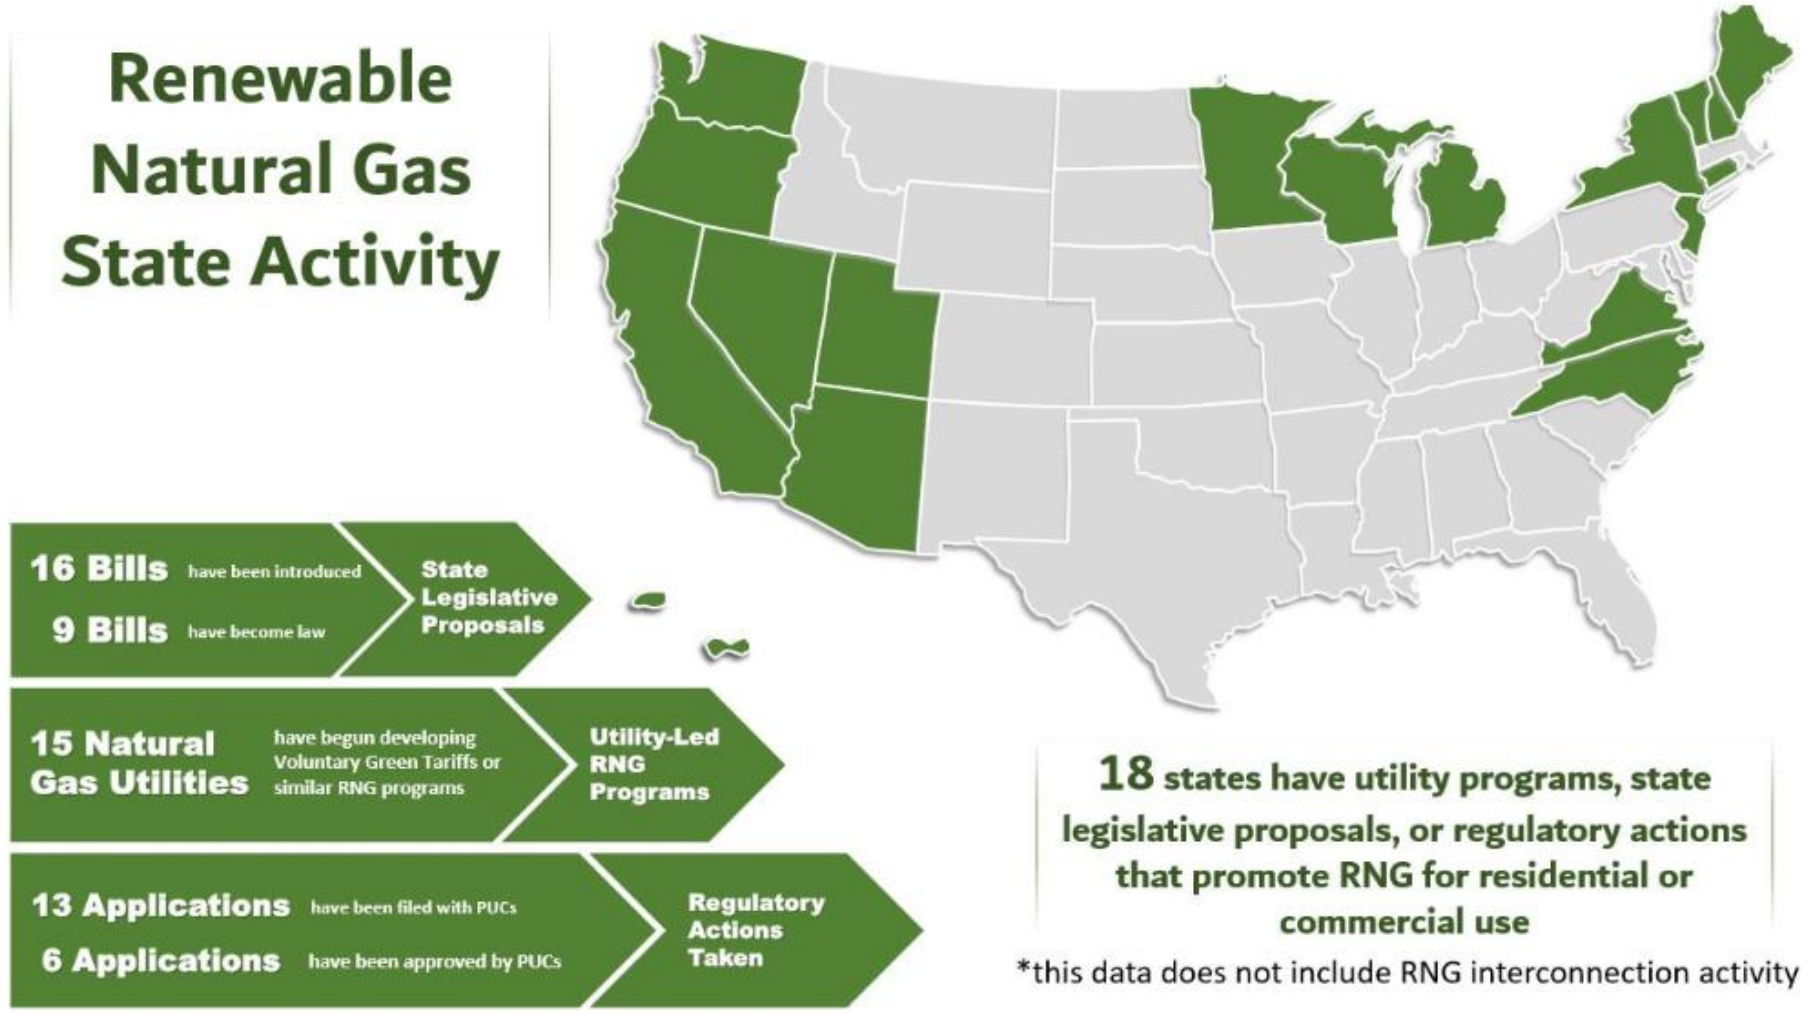 Renewable
Natural Gas
State Activity
16 Bills have been introduced
9 Bills have become law
State
Legislative
Proposals
15 Natural
Gas Utilities
have begun developing
Voluntary Green Tariffs or
similar RNG programs
Utility-Led
RNG
Programs
13 Applications have been filed with PUCs
6 Applications have been approved by PUCs
Regulatory
Actions
Taken
18 states have utility programs, state
legislative proposals, or regulatory actions
that promote RNG for residential or
commercial use
*this data does not include RNG interconnection activity